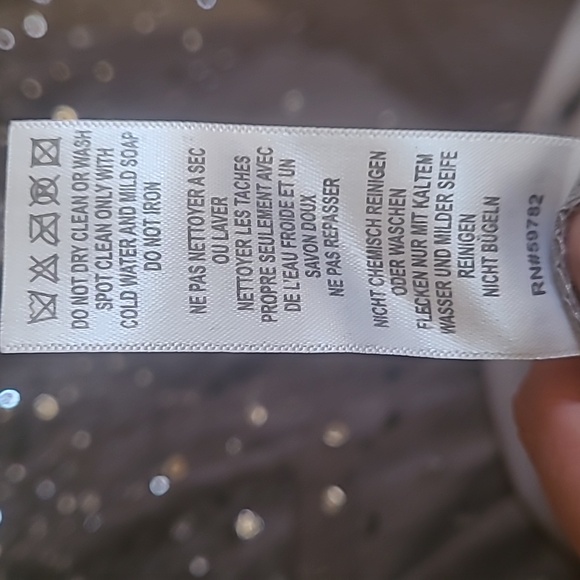 DO NOT DRY CLEAN OR WASH
SPOT CLEAN ONLY WITH
COLD WATER AND MILD SOAP
DO NOT IRON
NE PAS NETTOYER A SEC
OU LAVER
NETTOYER LES TACHES
PROPRE SEULEMENT AVEC
DE L'EAU FROIDE ET UN
SAVON DOUX
NE PAS REPASSER
NICHT CHEMISCH REINIGEN
ODER WASCHEN
FLECKEN NUR MIT KALTEM
WASSER UND MILDER SEIFE
REINIGEN
NICHT BÜGELN
RN#59782